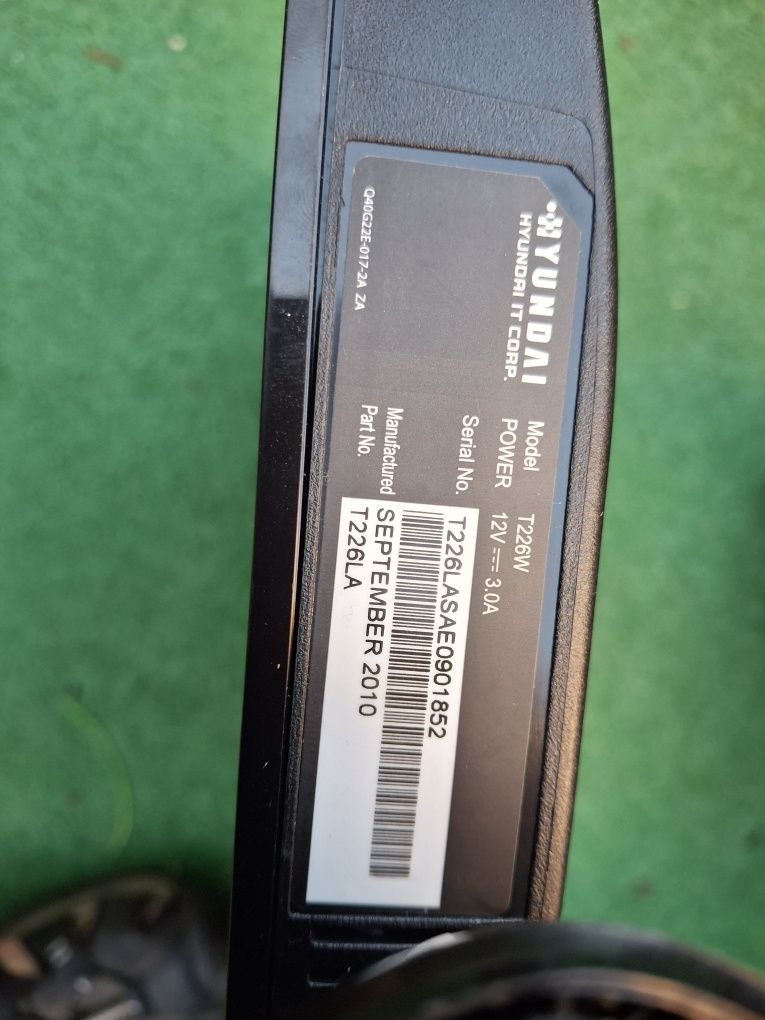 HYUNDAI
HYUNDAI IT CORP.
Model T226W
POWER 12V ⎓ 3.0A
Serial No. T226LASAE0901852
Manufactured SEPTEMBER 2010
Part No. T226LA
Q40G22E-017-2A ZA